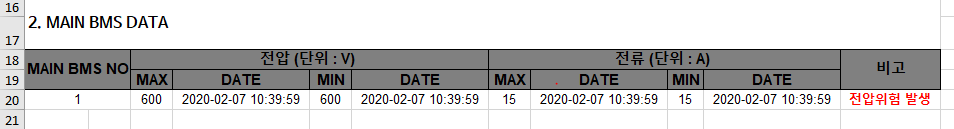 16
2. MAIN BMS DATA
17
18 MAIN BMS NO 전압 (단위 : V) 전류 (단위 : A) 비고
19 MAX DATE MIN DATE MAX DATE MIN DATE
20 1 600 2020-02-07 10:39:59 600 2020-02-07 10:39:59 15 2020-02-07 10:39:59 15 2020-02-07 10:39:59 전압위험 발생
21